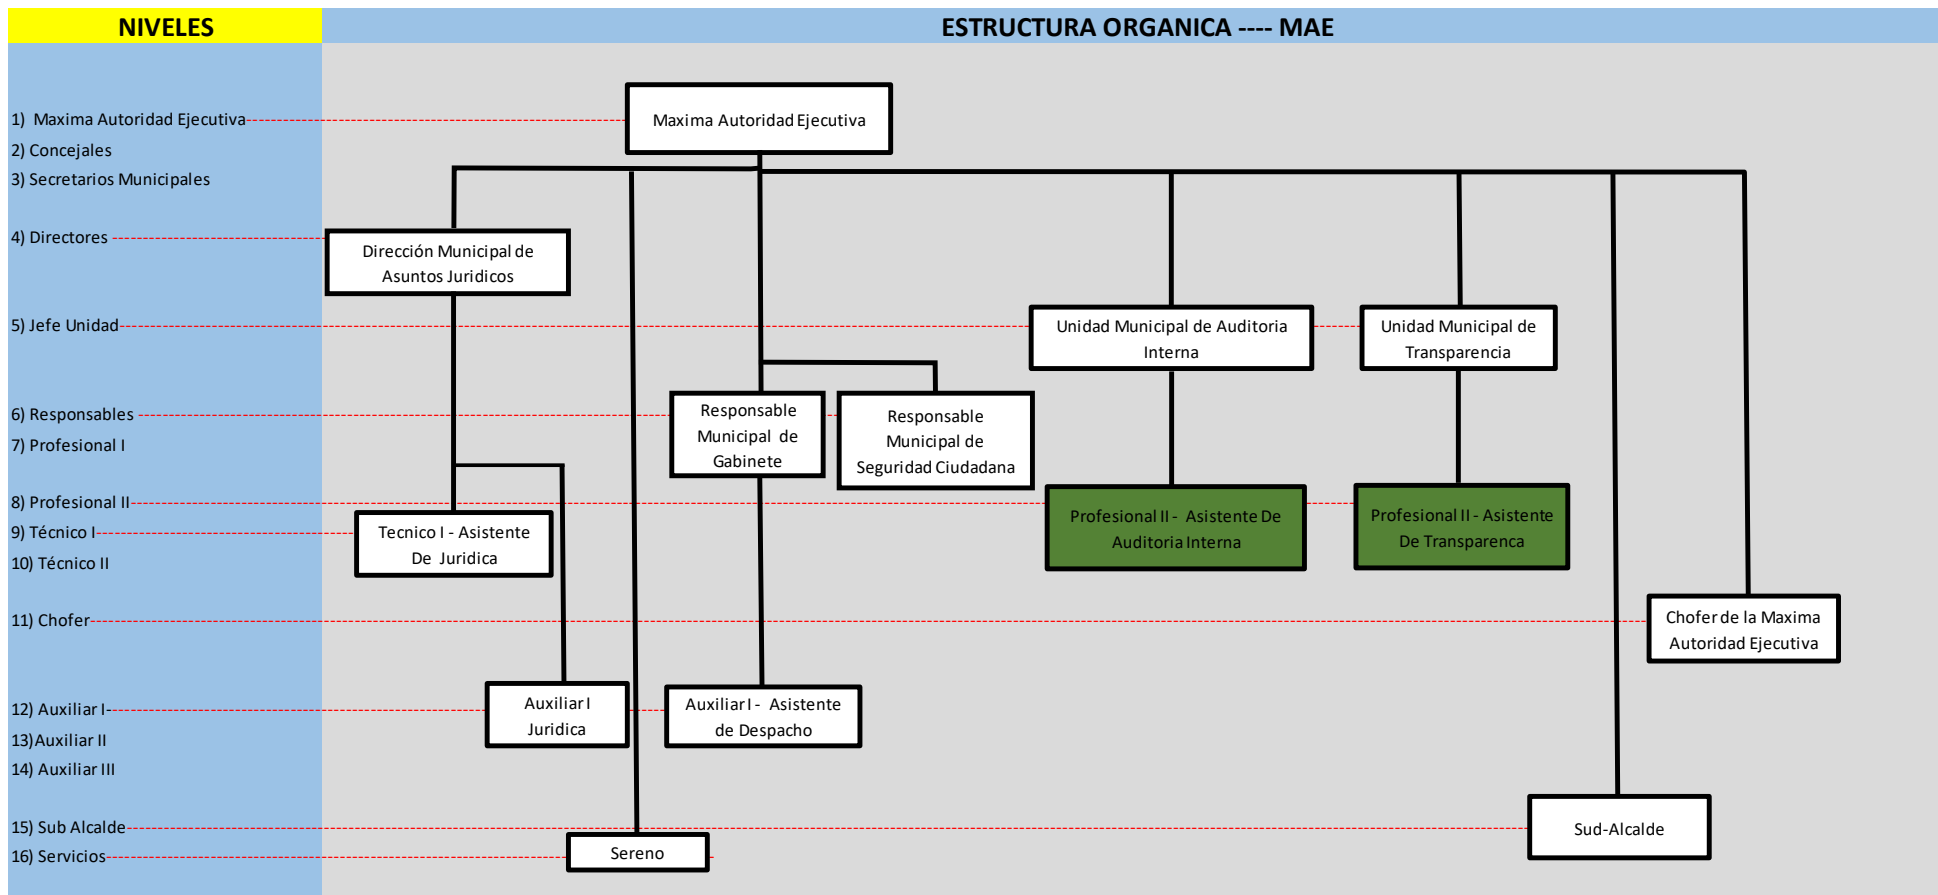 NIVELES
ESTRUCTURA ORGANICA ---- MAE
1) Maxima Autoridad Ejecutiva
Maxima Autoridad Ejecutiva
2) Concejales
3) Secretarios Municipales
4) Directores
Dirección Municipal de
Asuntos Juridicos
5) Jefe Unidad
Unidad Municipal de Auditoria
Interna
Unidad Municipal de
Transparencia
6) Responsables
Responsable
Municipal de
Gabinete
Responsable
Municipal de
Seguridad Ciudadana
7) Profesional I
8) Profesional II
Profesional II - Asistente De
Auditoria Interna
Profesional II - Asistente
De Transparenca
9) Técnico I
Tecnico I - Asistente
De Juridica
10) Técnico II
11) Chofer
Chofer de la Maxima
Autoridad Ejecutiva
12) Auxiliar I
Auxiliar I
Juridica
Auxiliar I - Asistente
de Despacho
13)Auxiliar II
14) Auxiliar III
15) Sub Alcalde
Sud-Alcalde
16) Servicios
Sereno